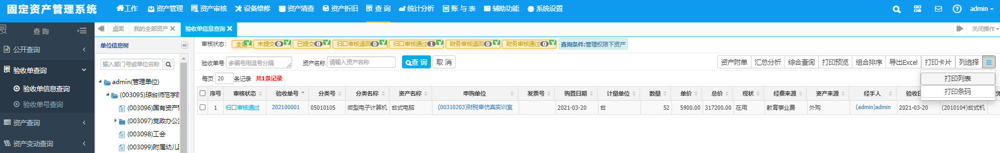 固定资产管理系统 工作 资产管理 资产审核 设备维修 资产清查 资产折旧 查 询 统计分析 账 与 表 辅助功能 系统设置 admin
查 询 桌面 我的全部资产 验收单信息查询 关闭操作
单位信息树 审核状态: 全部 未提交0 已提交0 归口审核退回0 归口审核通过1 财务审核退回0 财务审核通过0 查询条件:管理权限下资产
公开查询
输入部门号或单位名称 验收单号 多编号用逗号分隔 资产名称 请输入资产名称 查 询 取 消 资产附单 汇总分析 综合查询 打印预览 组合排序 导出Excel 打印卡片 列选择
验收单查询
admin(管理单位) 每页 20 条记录 共1条记录 打印列表
验收单信息查询
(003095)琼台师范学院 序号 审核状态 验收单号 分类号 分类名称 资产名称 申购单位 发票号 购置日期 计量单位 数量 单价 总价 现状 经费来源 资产来源 经手人 验收日 打印条码
验收单号查询
(003096)国有资产管 1 归口审核通过 202100001 05010105 微型电子计算机 台式电脑 (00310203)财税审仿真实训室 2021-03-20 台 52 5900.00 317200.00 在用 教育事业费 外购 (admin)admin 2021-03-20 (2010104)台式机
资产查询
(003097)党政办公室
(003098)工会
资产变动查询
(003099)附属幼儿园